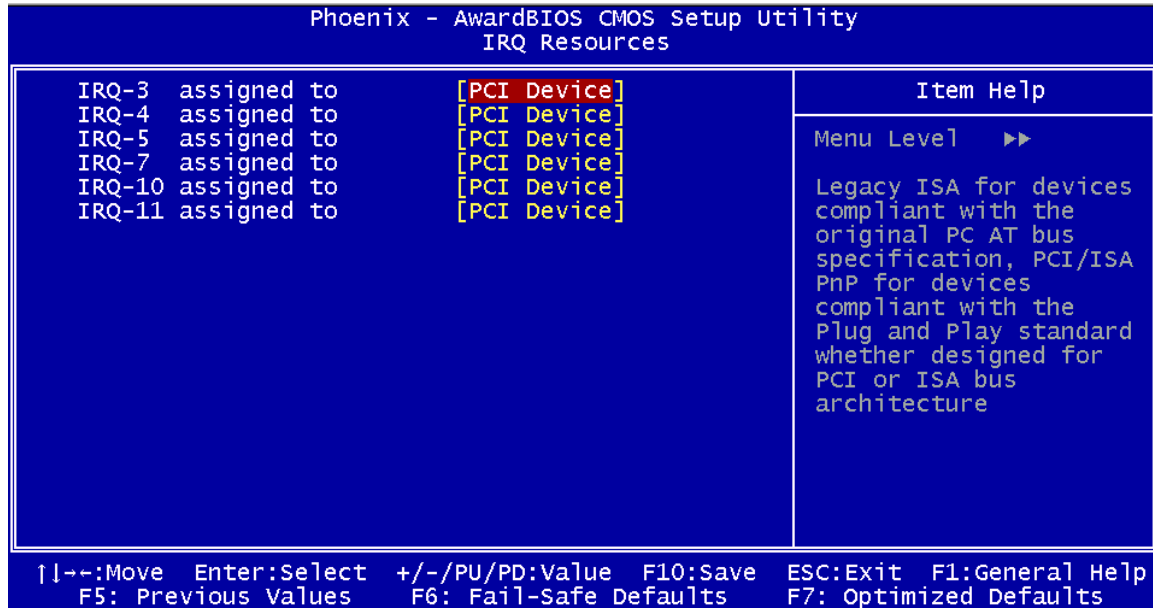 Phoenix - AwardBIOS CMOS Setup Utility
IRQ Resources
IRQ-3 assigned to [PCI Device]
IRQ-4 assigned to [PCI Device]
IRQ-5 assigned to [PCI Device]
IRQ-7 assigned to [PCI Device]
IRQ-10 assigned to [PCI Device]
IRQ-11 assigned to [PCI Device]
Item Help
Menu Level ▶▶
Legacy ISA for devices
compliant with the
original PC AT bus
specification, PCI/ISA
PnP for devices
compliant with the
Plug and Play standard
whether designed for
PCI or ISA bus
architecture
↑↓→←:Move Enter:Select +/-/PU/PD:Value F10:Save ESC:Exit F1:General Help
F5: Previous Values F6: Fail-Safe Defaults F7: Optimized Defaults